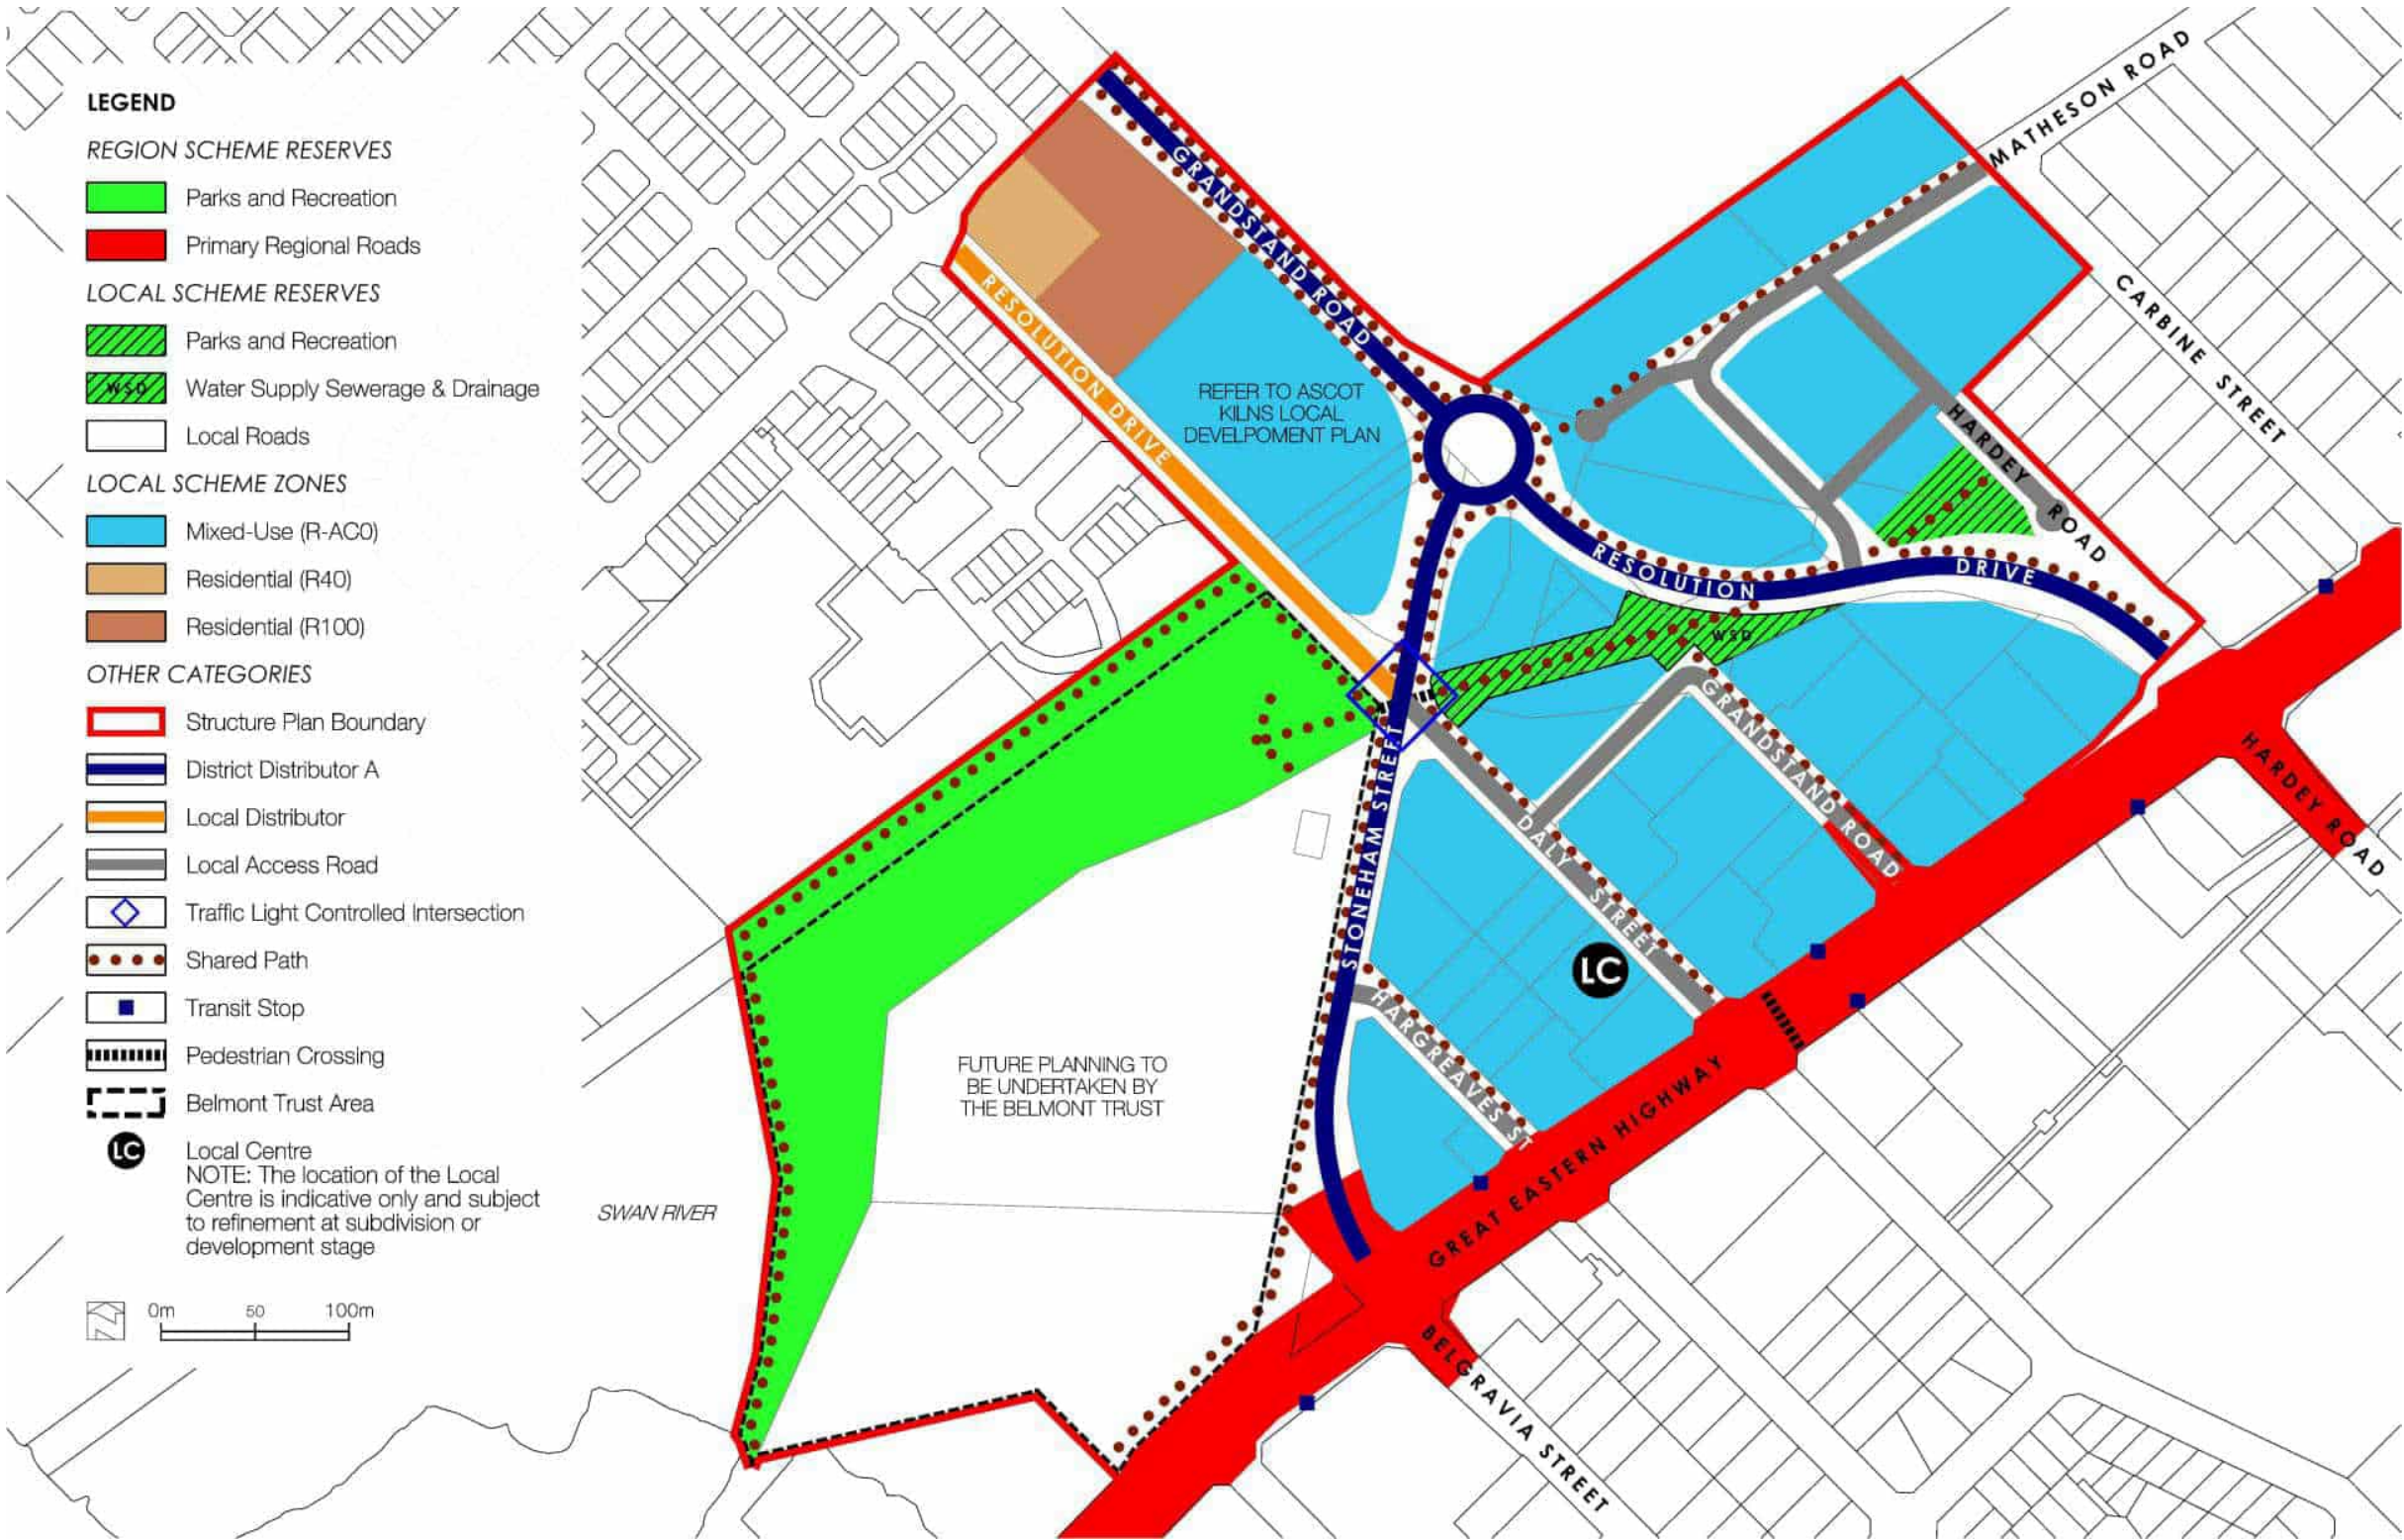 LEGEND
REGION SCHEME RESERVES
Parks and Recreation
Primary Regional Roads
LOCAL SCHEME RESERVES
Parks and Recreation
WSD
Water Supply Sewerage & Drainage
Local Roads
LOCAL SCHEME ZONES
Mixed-Use (R-AC0)
Residential (R40)
Residential (R100)
OTHER CATEGORIES
Structure Plan Boundary
District Distributor A
Local Distributor
Local Access Road
Traffic Light Controlled Intersection
Shared Path
Transit Stop
Pedestrian Crossing
Belmont Trust Area
LC
Local Centre
NOTE: The location of the Local
Centre is indicative only and subject
to refinement at subdivision or
development stage
N
0m 50 100m
GRANDSTAND ROAD
MATHESON ROAD
CARBINE STREET
RESOLUTION DRIVE
REFER TO ASCOT
KILNS LOCAL
DEVELPOMENT PLAN
HARDEY ROAD
RESOLUTION DRIVE
WSD
GRANDSTAND ROAD
HARDEY ROAD
DALY STREET
STONEHAM STREET
LC
HARGREAVES ST
FUTURE PLANNING TO
BE UNDERTAKEN BY
THE BELMONT TRUST
SWAN RIVER
GREAT EASTERN HIGHWAY
BELGRAVIA STREET